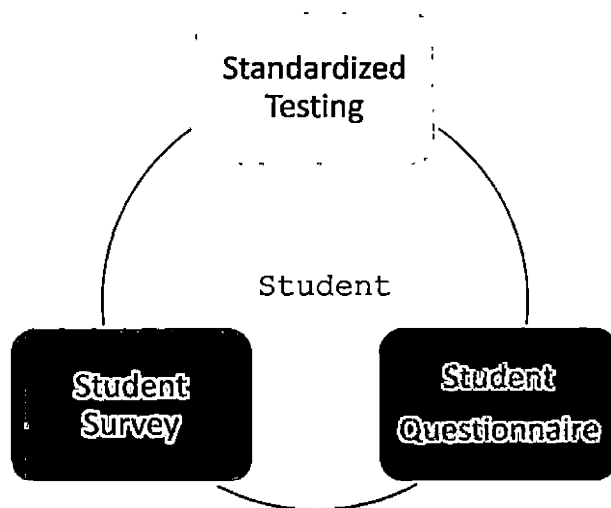 Standardized
Testing
Student
Student
Survey
Student
Questionnaire